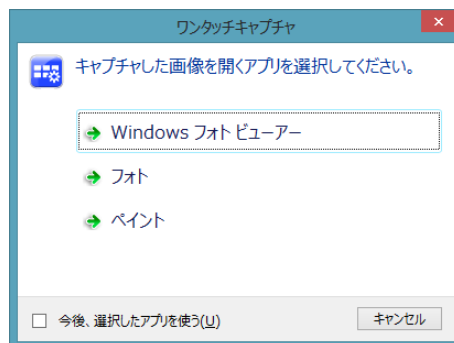 ワンタッチキャプチャ
キャプチャした画像を開くアプリを選択してください。
Windows フォト ビューアー
フォト
ペイント
今後、選択したアプリを使う(U)
キャンセル